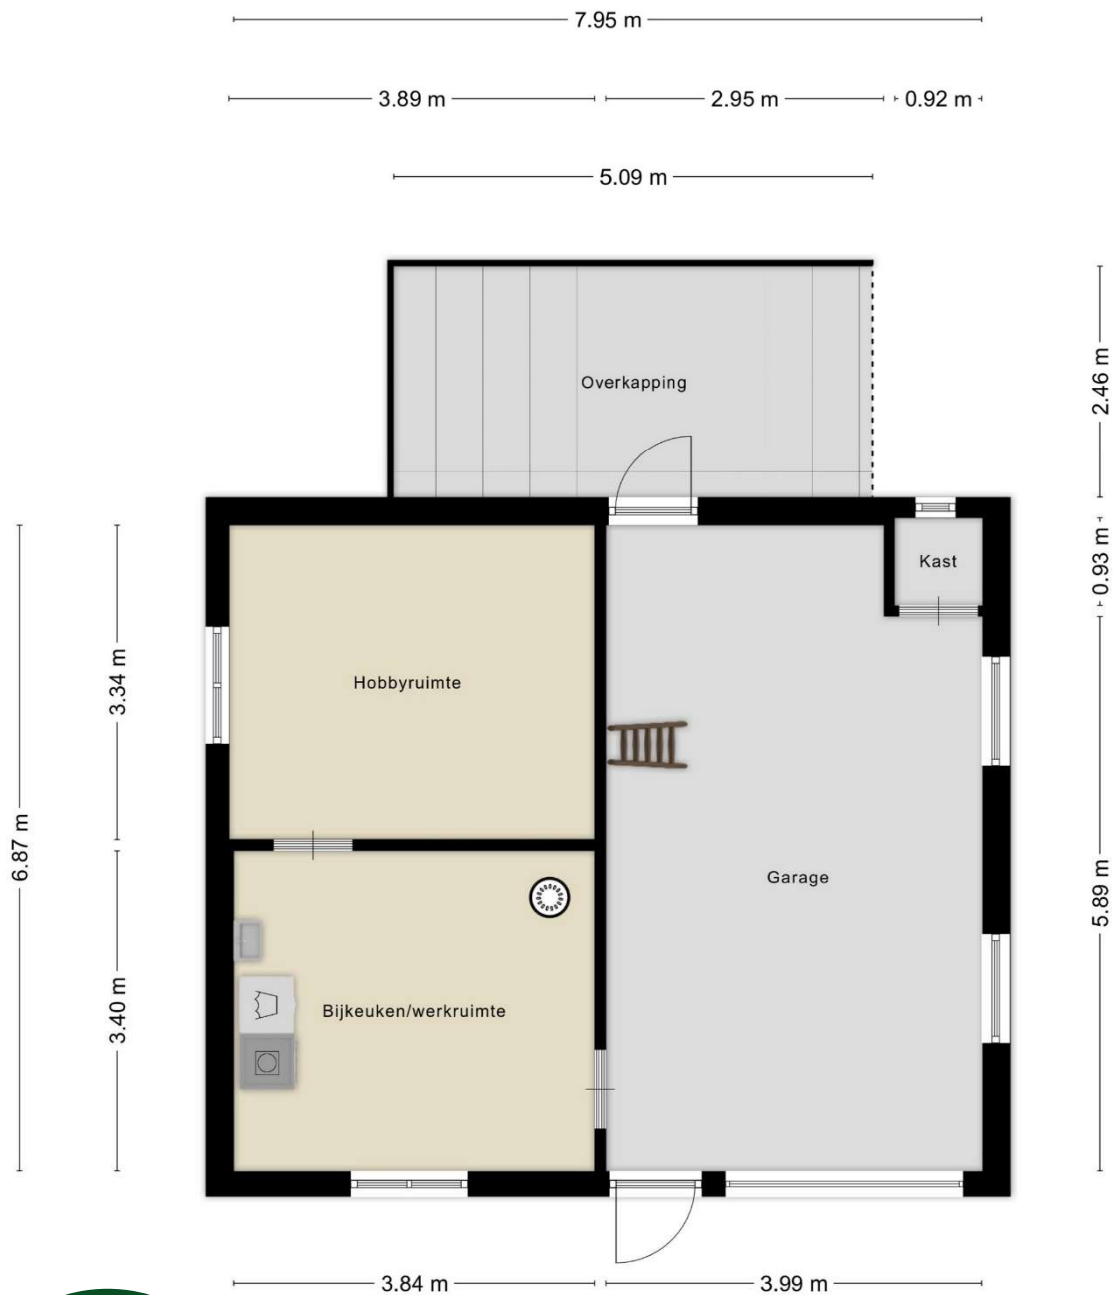 7.95 m
3.89 m
2.95 m
0.92 m
5.09 m
Overkapping
2.46 m
Kast
0.93 m
Hobbyruimte
3.34 m
6.87 m
Garage
5.89 m
Bijkeuken/werkruimte
3.40 m
3.84 m
3.99 m